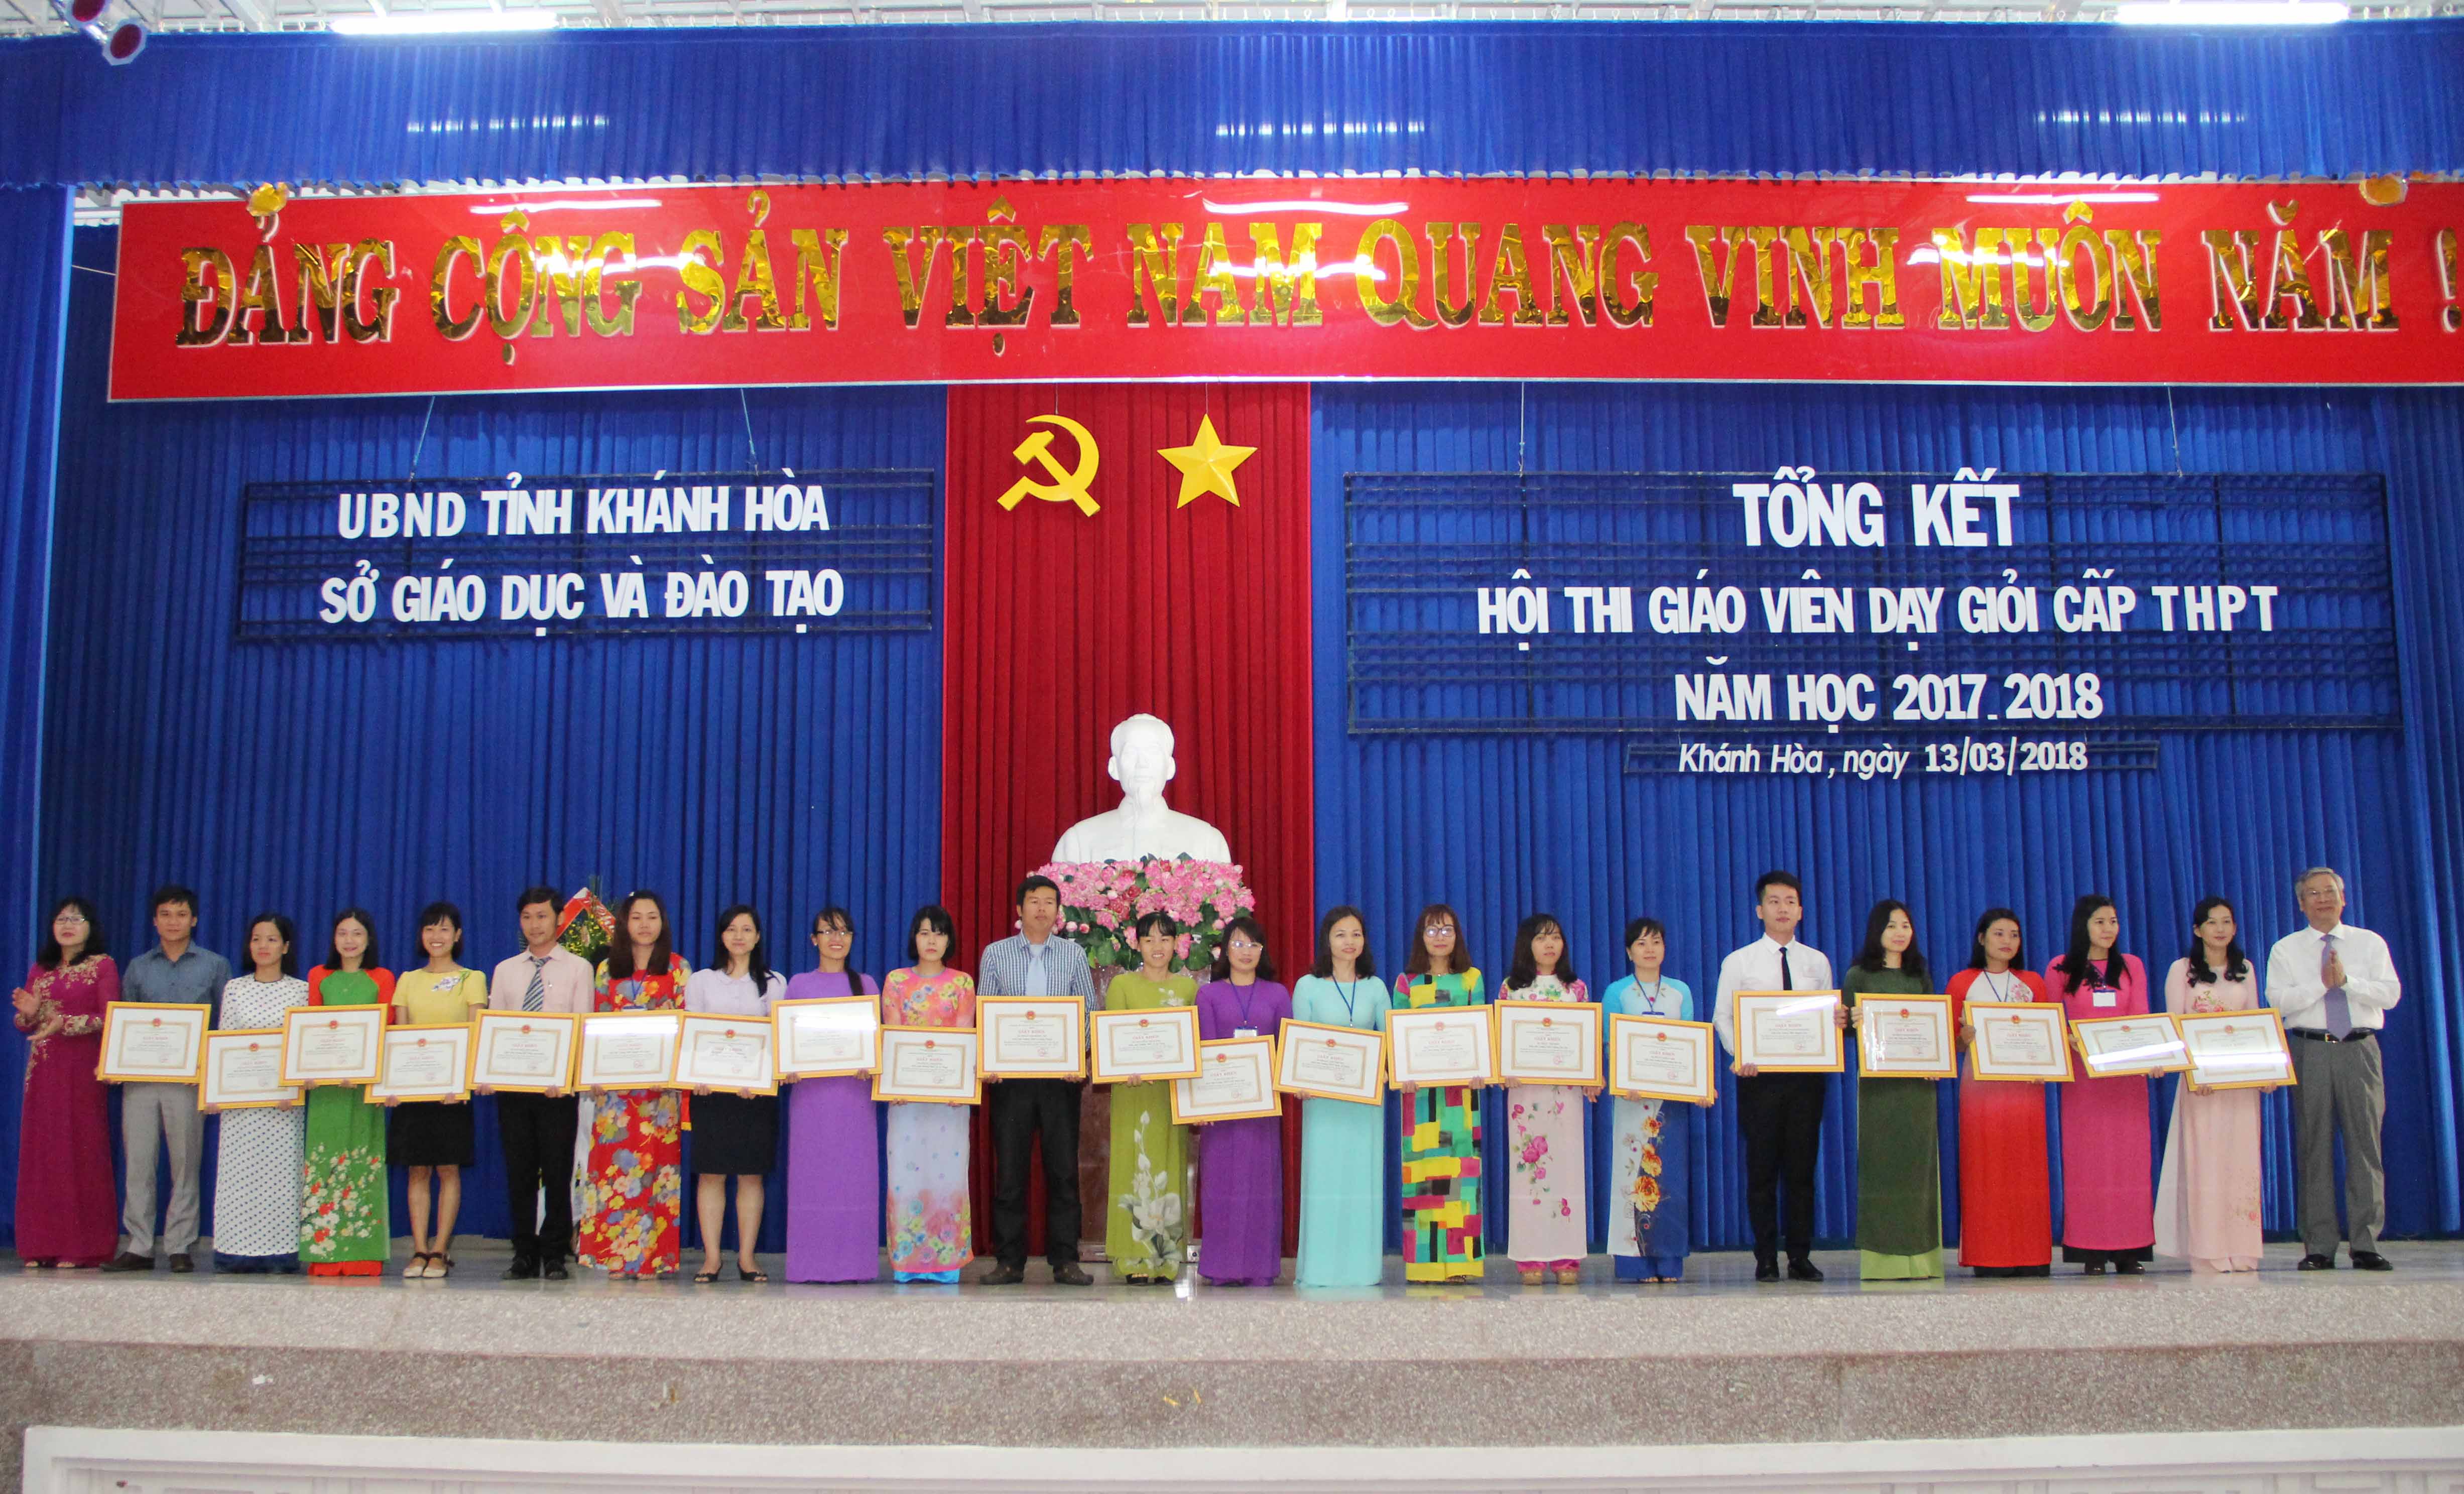 ĐẢNG CỘNG SẢN VIỆT NAM QUANG VINH MUÔN NĂM !
UBND TỈNH KHÁNH HÒA
SỞ GIÁO DỤC VÀ ĐÀO TẠO
TỔNG KẾT
HỘI THI GIÁO VIÊN DẠY GIỎI CẤP THPT
NĂM HỌC 2017-2018
Khánh Hòa, ngày 13/03/2018